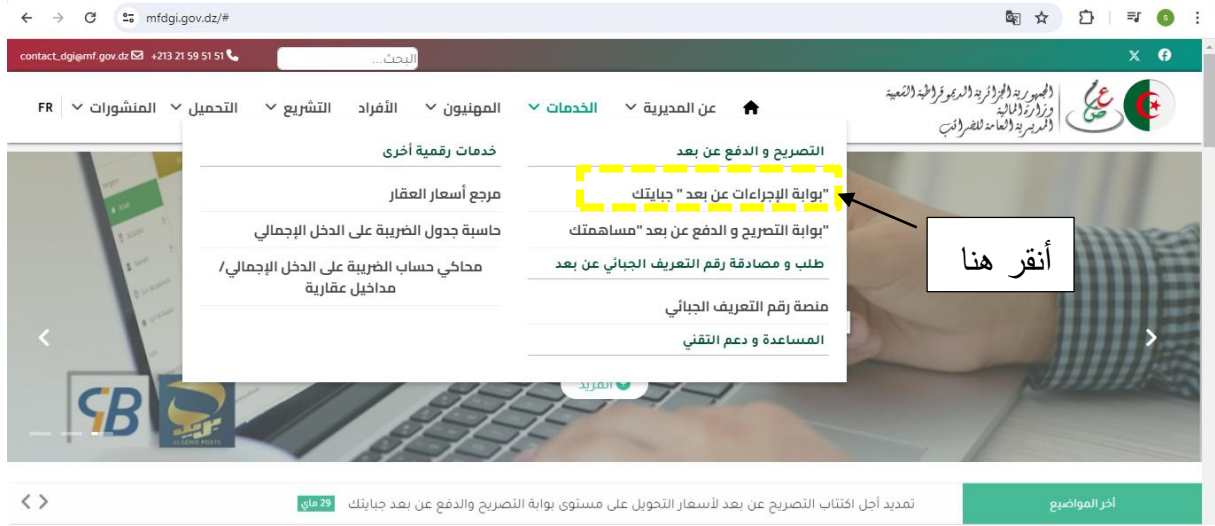 mfdgi.gov.dz/#
contact_dgi@mf.gov.dz +213 21 59 51 51
البحث...
الجمهورية الجزائرية الديموقراطية الشعبية
وزارة المالية
المديرية العامة للضرائب
عن المديرية
الخدمات
المهنيون
الأفراد
التشريع
التحميل
المنشورات
FR
التصريح و الدفع عن بعد
"بوابة الإجراءات عن بعد " جبايتك
"بوابة التصريح و الدفع عن بعد "مساهمتك
طلب و مصادقة رقم التعريف الجبائي عن بعد
منصة رقم التعريف الجبائي
المساعدة و دعم التقني
خدمات رقمية أخرى
مرجع أسعار العقار
حاسبة جدول الضريبة على الدخل الإجمالي
محاكي حساب الضريبة على الدخل الإجمالي/
مداخيل عقارية
أنقر هنا
المزيد
ALGÉRIE POSTE
أخر المواضيع
تمديد أجل اكتتاب التصريح عن بعد لأسعار التحويل على مستوى بوابة التصريح والدفع عن بعد جبايتك 29 ماي